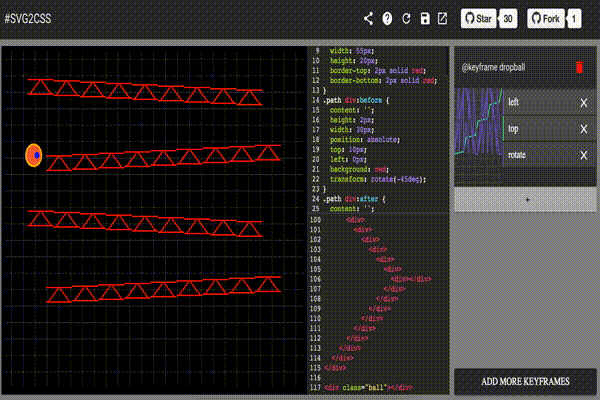 #SVG2CSS
Star 30
Fork 1
9 width: 55px;
10 height: 20px;
11 border-top: 2px solid red;
12 border-bottom: 2px solid red;
13 }
14 .path div:before {
15 content: '';
16 height: 2px;
17 width: 30px;
18 position: absolute;
19 top: 10px;
20 left: 0px;
21 background: red;
22 transform: rotate(-45deg);
23 }
24 .path div:after {
25 content: '';
100 <div>
101 <div>
102 <div>
103 <div>
104 <div>
105 <div>
106 <div></div>
107 </div>
108 </div>
109 </div>
110 </div>
111 </div>
112 </div>
113 </div>
114 </div>
115 </div>
116
117 <div class="ball"></div>
@keyframe dropball
left X
top X
rotate X
+
ADD MORE KEYFRAMES